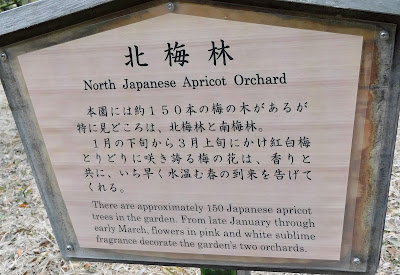 北梅林
North Japanese Apricot Orchard
本園には約150本の梅の木があるが
特に見どころは、北梅林と南梅林。
1月の下旬から3月上旬にかけ紅白梅
とりどりに咲き誇る梅の花は、香りと
共に、いち早く水温む春の到来を告げて
くれる。
There are approximately 150 Japanese apricot
trees in the garden. From late January through
early March, flowers in pink and white sublime
fragrance decorate the garden's two orchards.